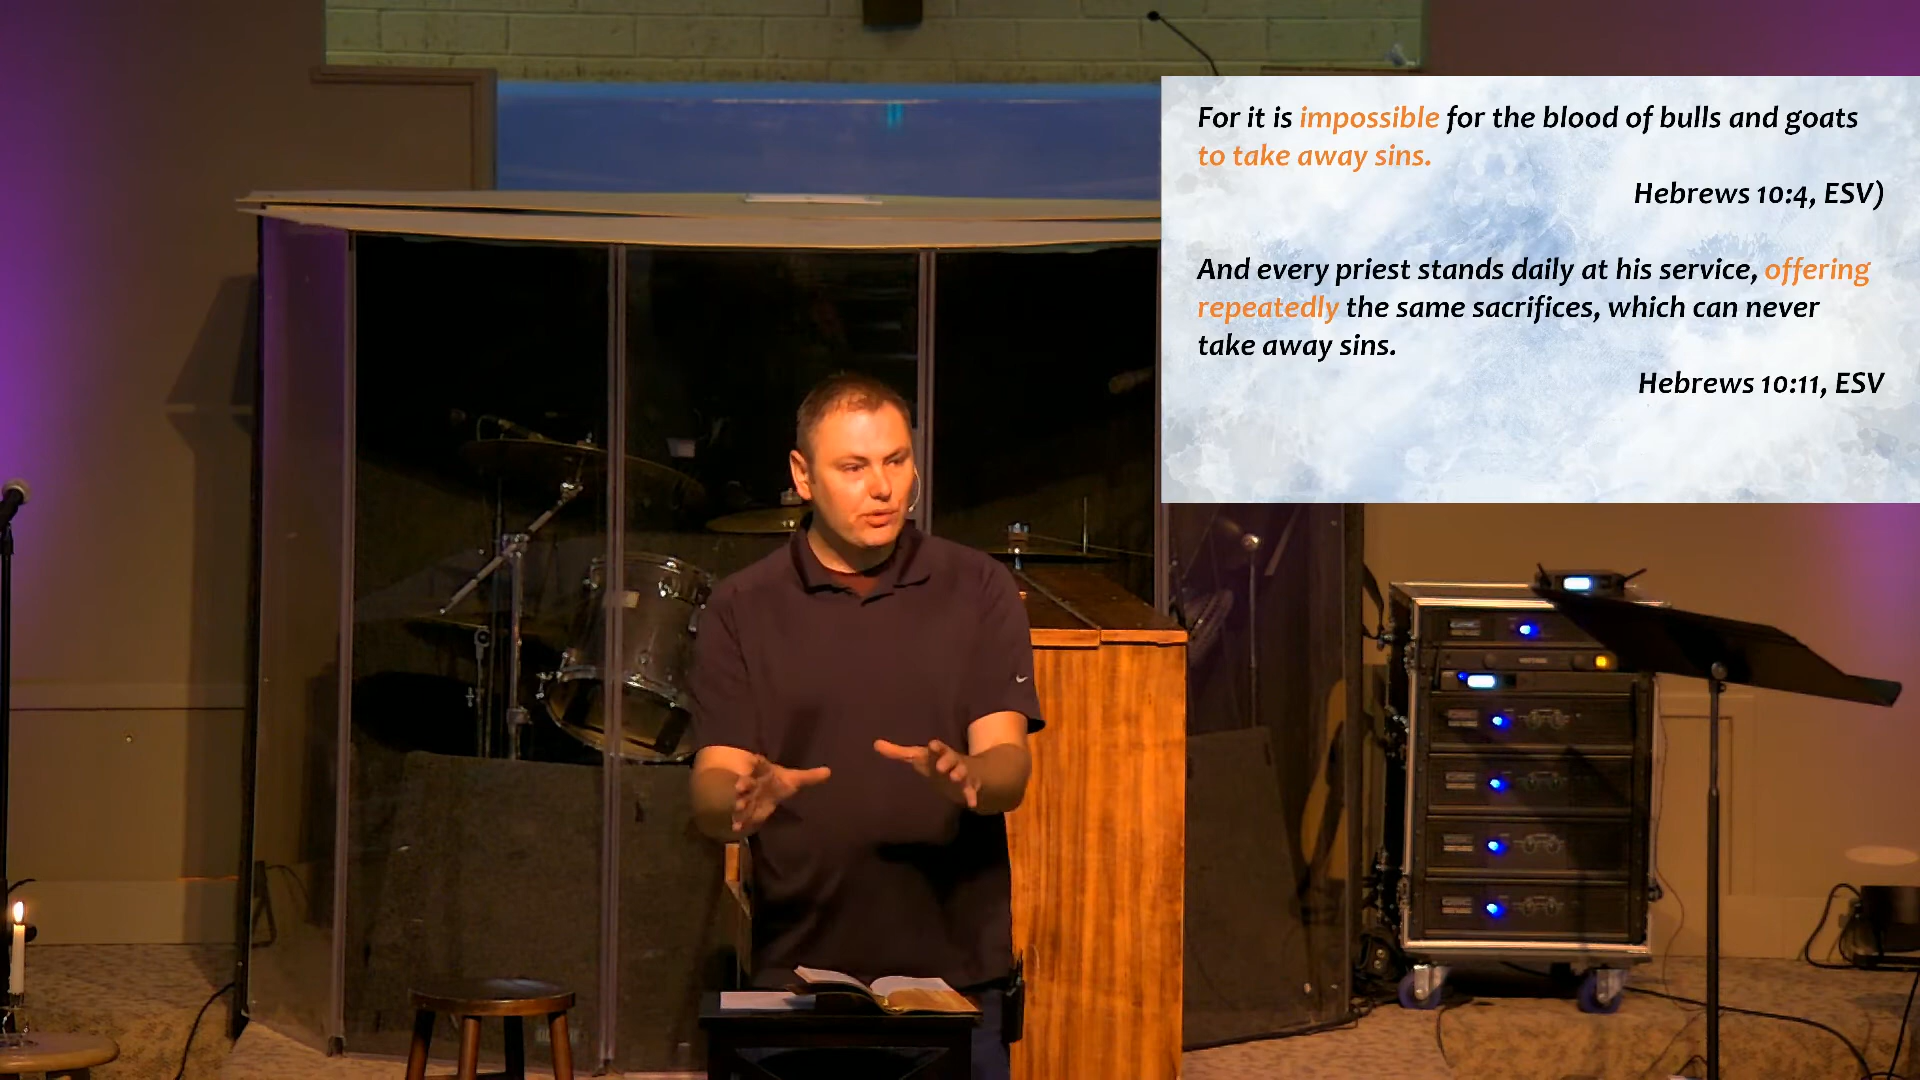 For it is impossible for the blood of bulls and goats
to take away sins.
Hebrews 10:4, ESV)
And every priest stands daily at his service, offering
repeatedly the same sacrifices, which can never
take away sins.
Hebrews 10:11, ESV